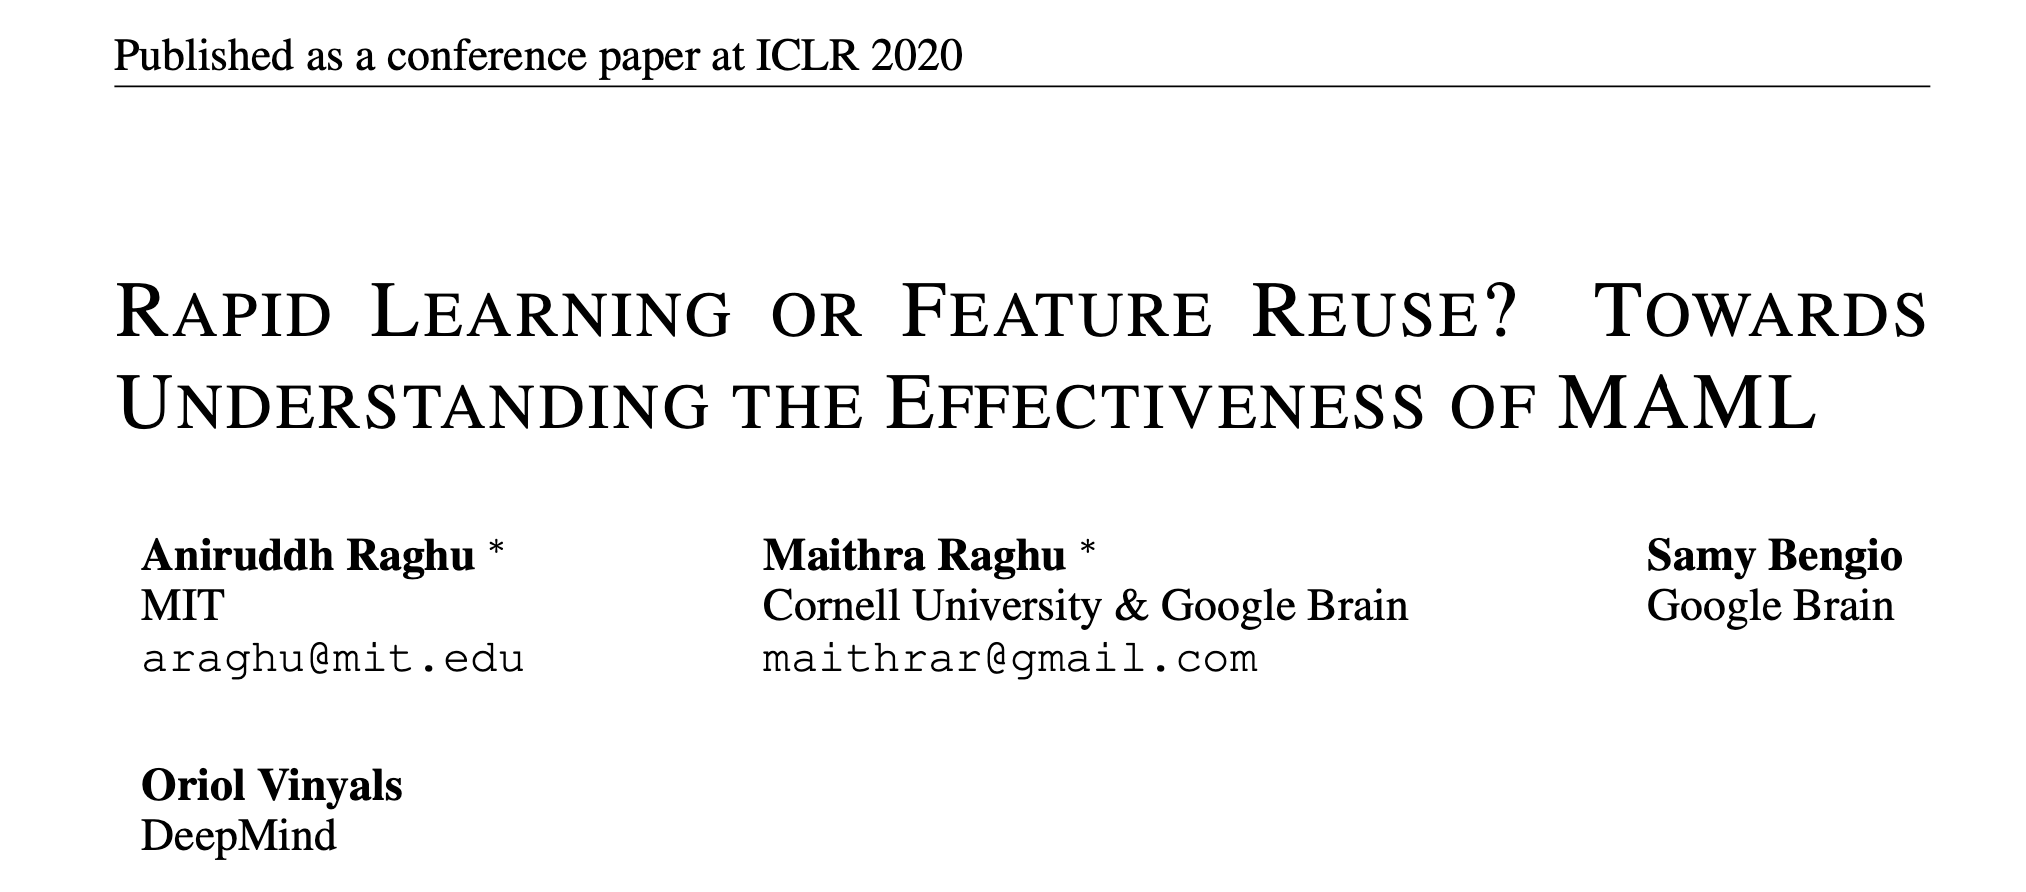 Published as a conference paper at ICLR 2020
RAPID LEARNING OR FEATURE REUSE? TOWARDS
UNDERSTANDING THE EFFECTIVENESS OF MAML
Aniruddh Raghu *
MIT
araghu@mit.edu
Maithra Raghu *
Cornell University & Google Brain
maithrar@gmail.com
Samy Bengio
Google Brain
Oriol Vinyals
DeepMind